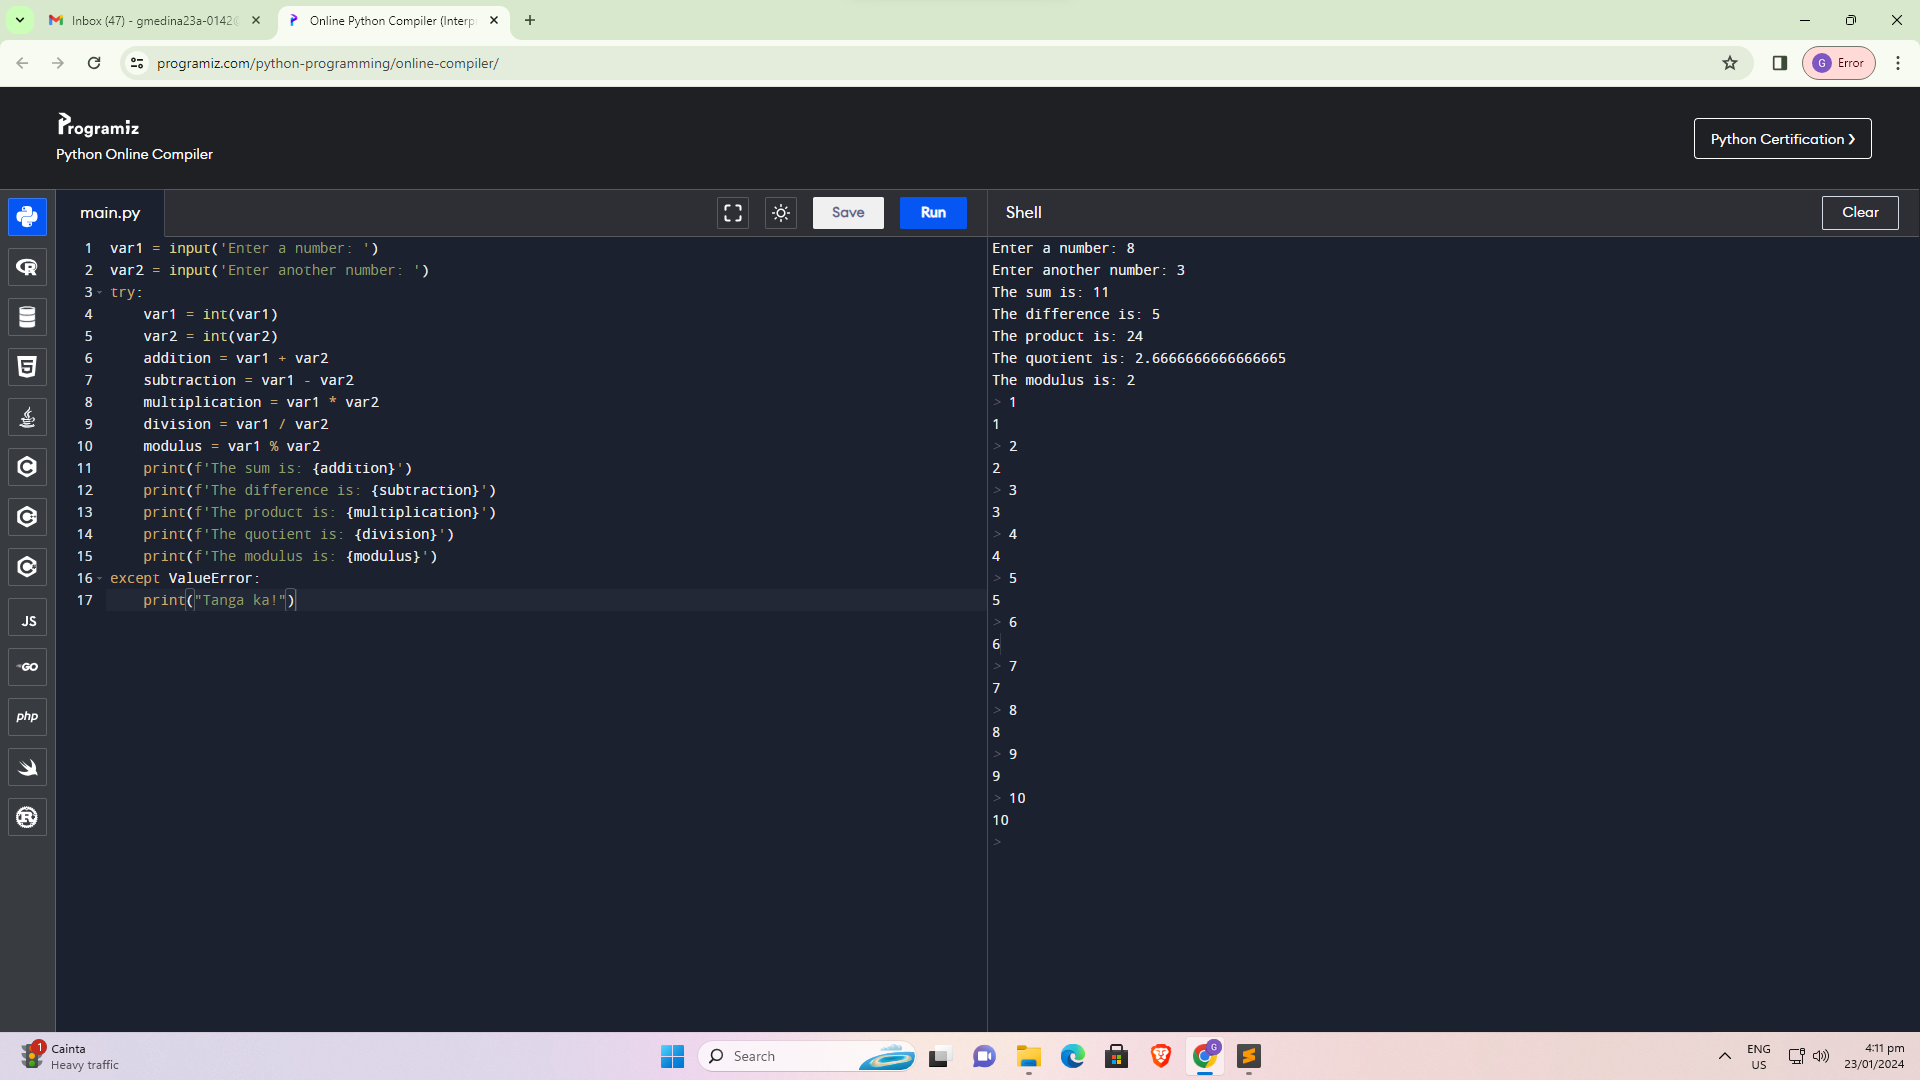 Inbox (47) - gmedina23a-0142@
Online Python Compiler (Interp
programiz.com/python-programming/online-compiler/
G Error
Programiz
Python Online Compiler
Python Certification ❯
main.py
Save
Run
Shell
Clear
1 var1 = input('Enter a number: ')
2 var2 = input('Enter another number: ')
3 try:
4     var1 = int(var1)
5     var2 = int(var2)
6     addition = var1 + var2
7     subtraction = var1 - var2
8     multiplication = var1 * var2
9     division = var1 / var2
10     modulus = var1 % var2
11     print(f'The sum is: {addition}')
12     print(f'The difference is: {subtraction}')
13     print(f'The product is: {multiplication}')
14     print(f'The quotient is: {division}')
15     print(f'The modulus is: {modulus}')
16 except ValueError:
17     print("Tanga ka!")
Enter a number: 8
Enter another number: 3
The sum is: 11
The difference is: 5
The product is: 24
The quotient is: 2.6666666666666665
The modulus is: 2
> 1
1
> 2
2
> 3
3
> 4
4
> 5
5
> 6
6
> 7
7
> 8
8
> 9
9
> 10
10
>
R
5
C
C
C
JS
GO
php
R
1
Cainta
Heavy traffic
Search
G
ENG
US
4:11 pm
23/01/2024